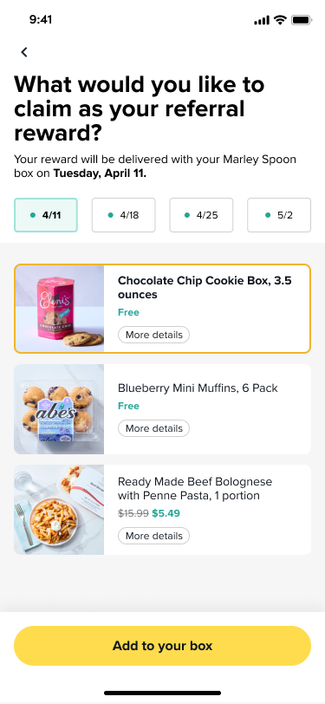 9:41
What would you like to
claim as your referral
reward?
Your reward will be delivered with your Marley Spoon
box on Tuesday, April 11.
4/11
4/18
4/25
5/2
Eleni's
Chocolate Chip Cookie Box, 3.5
ounces
Free
More details
abe's
Blueberry Mini Muffins, 6 Pack
Free
More details
Ready Made Beef Bolognese
with Penne Pasta, 1 portion
$15.99 $5.49
More details
Add to your box